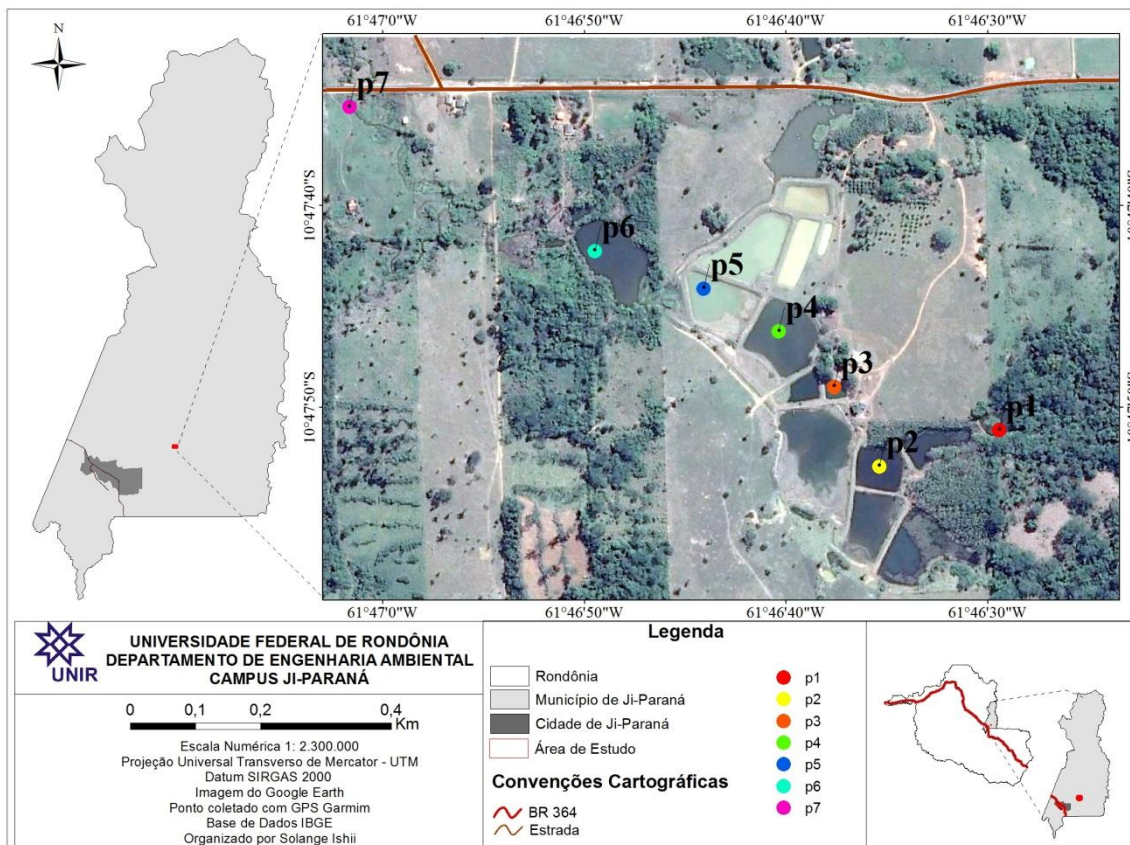 N
61°47'0"W
61°46'50"W
61°46'40"W
61°46'30"W
10°47'40"S
10°47'50"S
10°47'40"S
10°47'50"S
p7
p6
p5
p4
p3
p1
p2
61°47'0"W
61°46'50"W
61°46'40"W
61°46'30"W
UNIR
UNIVERSIDADE FEDERAL DE RONDÔNIA
DEPARTAMENTO DE ENGENHARIA AMBIENTAL
CAMPUS JI-PARANÁ
0 0,1 0,2 0,4
Km
Escala Numérica 1: 2.300.000
Projeção Universal Transverso de Mercator - UTM
Datum SIRGAS 2000
Imagem do Google Earth
Ponto coletado com GPS Garmim
Base de Dados IBGE
Organizado por Solange Ishii
Legenda
Rondônia
Município de Ji-Paraná
Cidade de Ji-Paraná
Área de Estudo
Convenções Cartográficas
BR 364
Estrada
p1
p2
p3
p4
p5
p6
p7